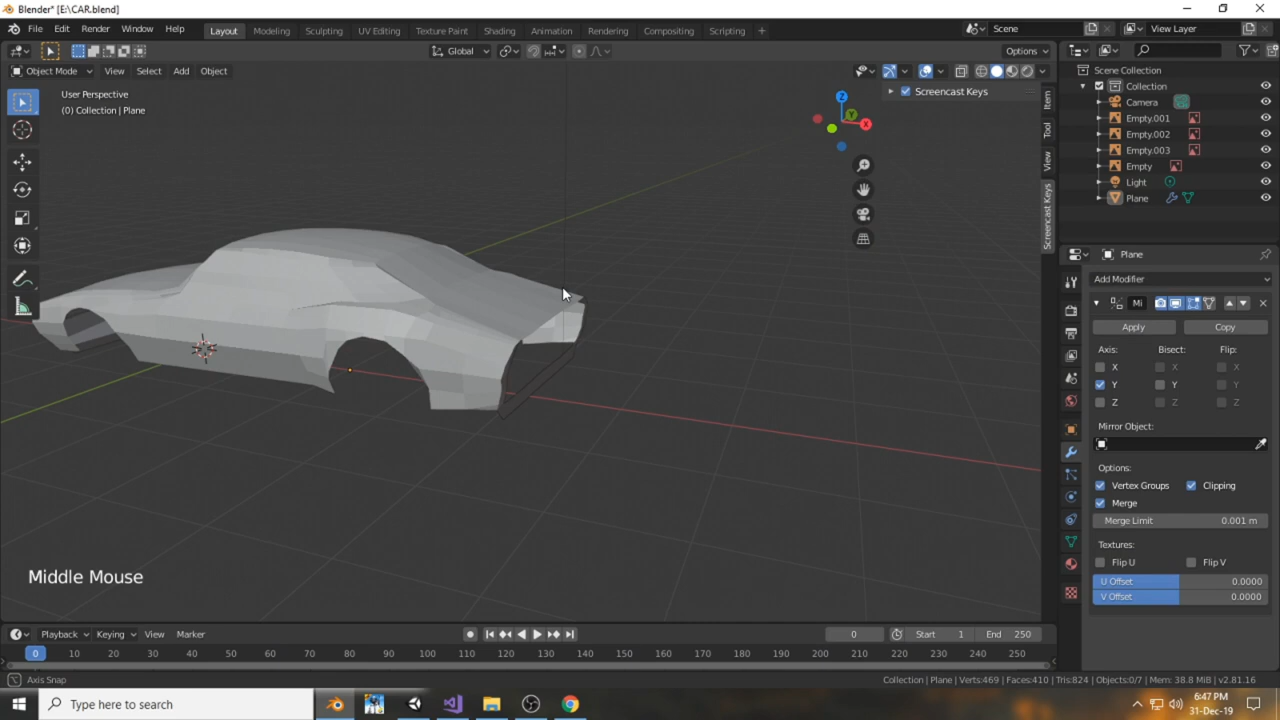 Blender* [E:\CAR.blend]
File Edit Render Window Help Layout Modeling Sculpting UV Editing Texture Paint Shading Animation Rendering Compositing Scripting + Scene View Layer
Global Options
Object Mode View Select Add Object
User Perspective
(0) Collection | Plane
Z
Y
X
Screencast Keys
Item
Tool
View
Screencast Keys
Middle Mouse
Scene Collection
Collection
Camera
Empty.001
Empty.002
Empty.003
Empty
Light
Plane
Plane
Add Modifier
Mi
Apply Copy
Axis: Bisect: Flip:
X X X
Y Y Y
Z Z Z
Mirror Object:
Options:
Vertex Groups Clipping
Merge
Merge Limit 0.001 m
Textures:
Flip U Flip V
U Offset 0.0000
V Offset 0.0000
Playback Keying View Marker 0 Start 1 End 250
0 10 20 30 40 50 60 70 80 90 100 110 120 130 140 150 160 170 180 190 200 210 220 230 240 250
Axis Snap Collection | Plane | Verts:469 | Faces:410 | Tris:824 | Objects:0/7 | Mem: 38.8 MiB | v2.81.16
Type here to search
6:47 PM
31-Dec-19